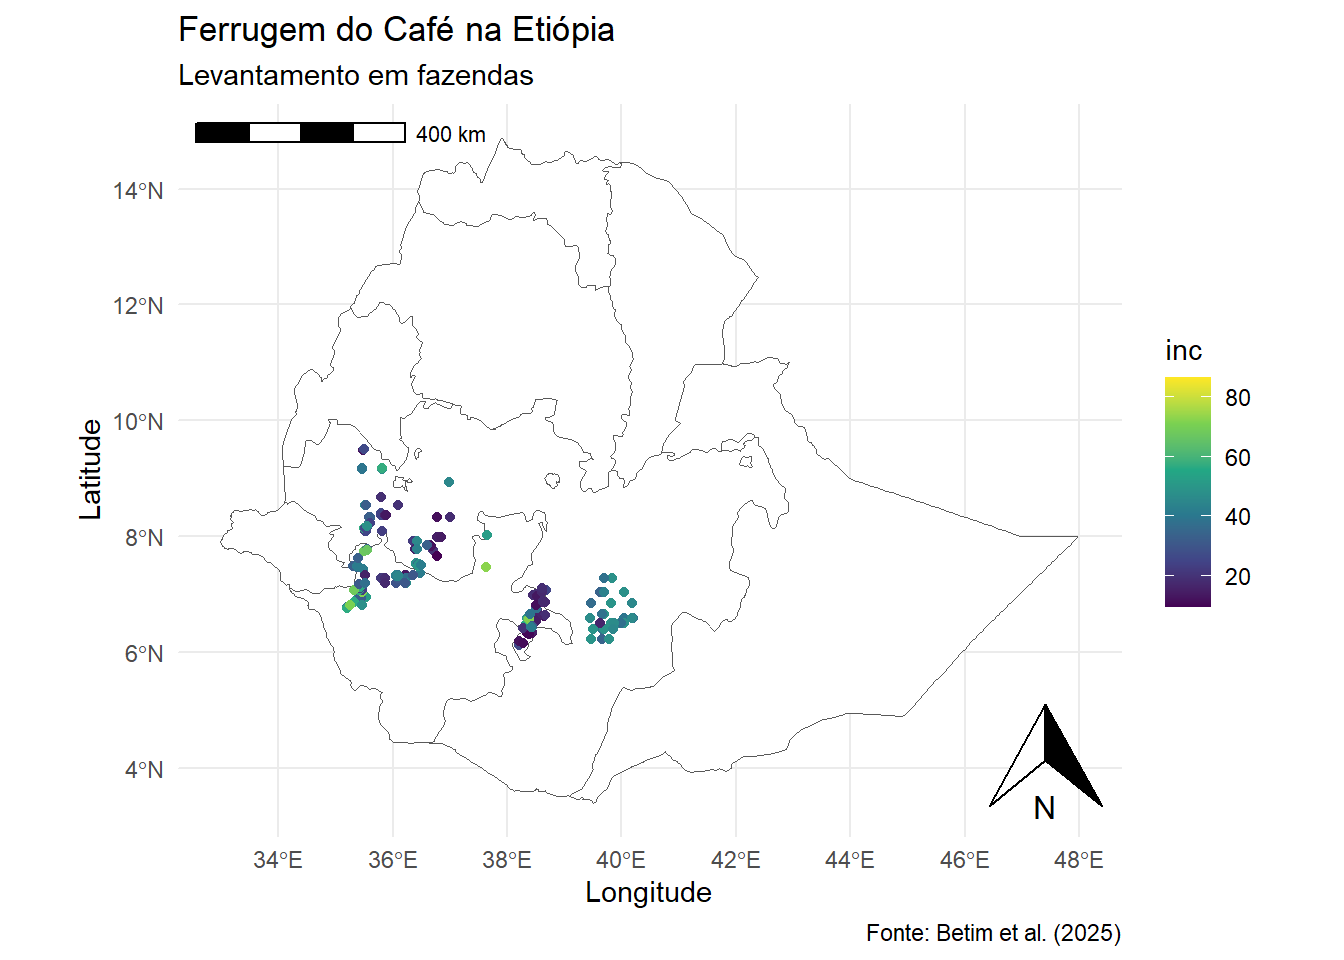 Ferrugem do Café na Etiópia
Levantamento em fazendas
400 km
14°N
12°N
10°N
8°N
6°N
4°N
Latitude
34°E 36°E 38°E 40°E 42°E 44°E 46°E 48°E
Longitude
inc
80
60
40
20
N
Fonte: Betim et al. (2025)